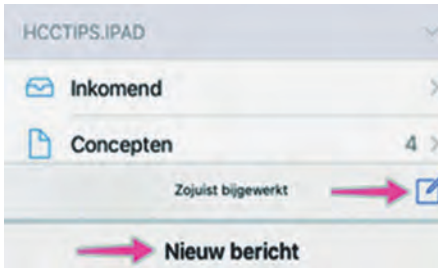 HCCTIPS.IPAD
Inkomend
Concepten 4
Zojuist bijgewerkt
Nieuw bericht